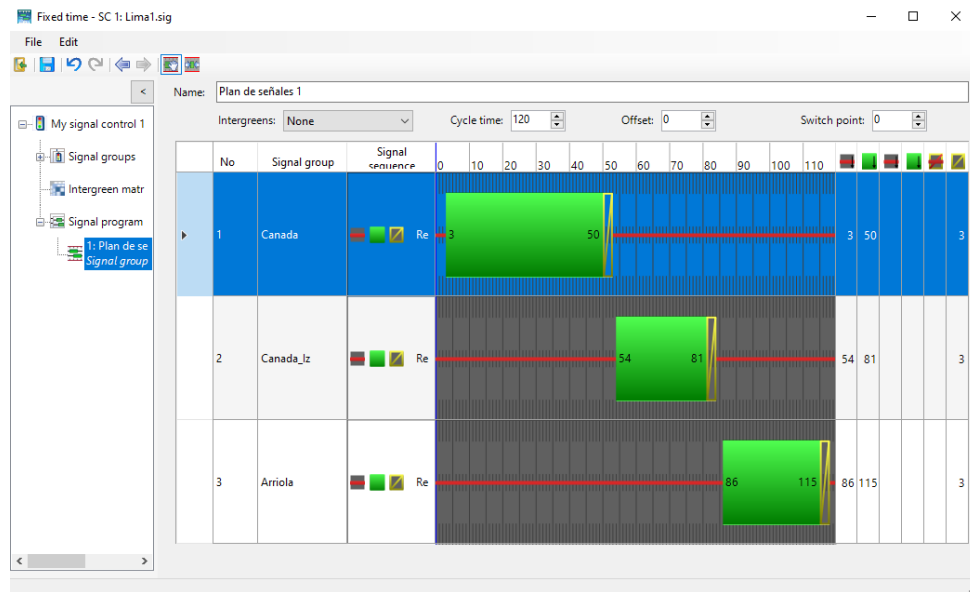 Fixed time - SC 1: Lima1.sig
File Edit
<
Name: Plan de señales 1
Intergreens: None Cycle time: 120 Offset: 0 Switch point: 0
My signal control 1
Signal groups
Intergreen matr
Signal program
1: Plan de se
Signal group
No Signal group Signal sequence 0 10 20 30 40 50 60 70 80 90 100 110
1 Canada Re 3 50 3 50 3
2 Canada_lz Re 54 81 54 81 3
3 Arriola Re 86 115 86 115 3
< >